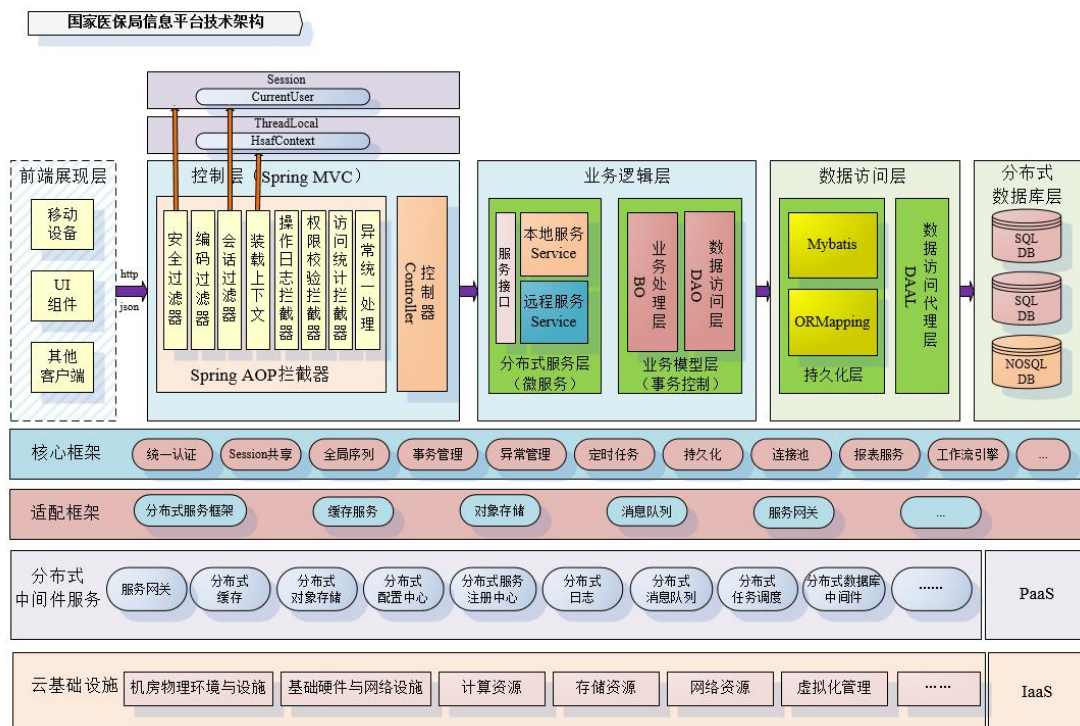 国家医保局信息平台技术架构
Session
CurrentUser
ThreadLocal
HsafContext
前端展现层
移动
设备
UI
组件
其他
客户端
http
json
控制层（Spring MVC）
安全过滤器
编码过滤器
会话过滤器
装载上下文
操作日志拦截器
权限校验拦截器
访问统计拦截器
异常统一处理
Spring AOP拦截器
控制器
Controller
业务逻辑层
服务接口
本地服务
Service
远程服务
Service
分布式服务层
（微服务）
业务处理层
BO
数据访问层
DAO
业务模型层
（事务控制）
数据访问层
Mybatis
ORMapping
持久化层
数据访问代理层
DAAL
分布式
数据库层
SQL
DB
SQL
DB
NOSQL
DB
核心框架
统一认证
Session共享
全局序列
事务管理
异常管理
定时任务
持久化
连接池
报表服务
工作流引擎
...
适配框架
分布式服务框架
缓存服务
对象存储
消息队列
服务网关
...
分布式
中间件服务
服务网关
分布式
缓存
分布式
对象存储
分布式
配置中心
分布式服务
注册中心
分布式
日志
分布式
消息队列
分布式
任务调度
分布式数据库
中间件
……
PaaS
云基础设施
机房物理环境与设施
基础硬件与网络设施
计算资源
存储资源
网络资源
虚拟化管理
……
IaaS